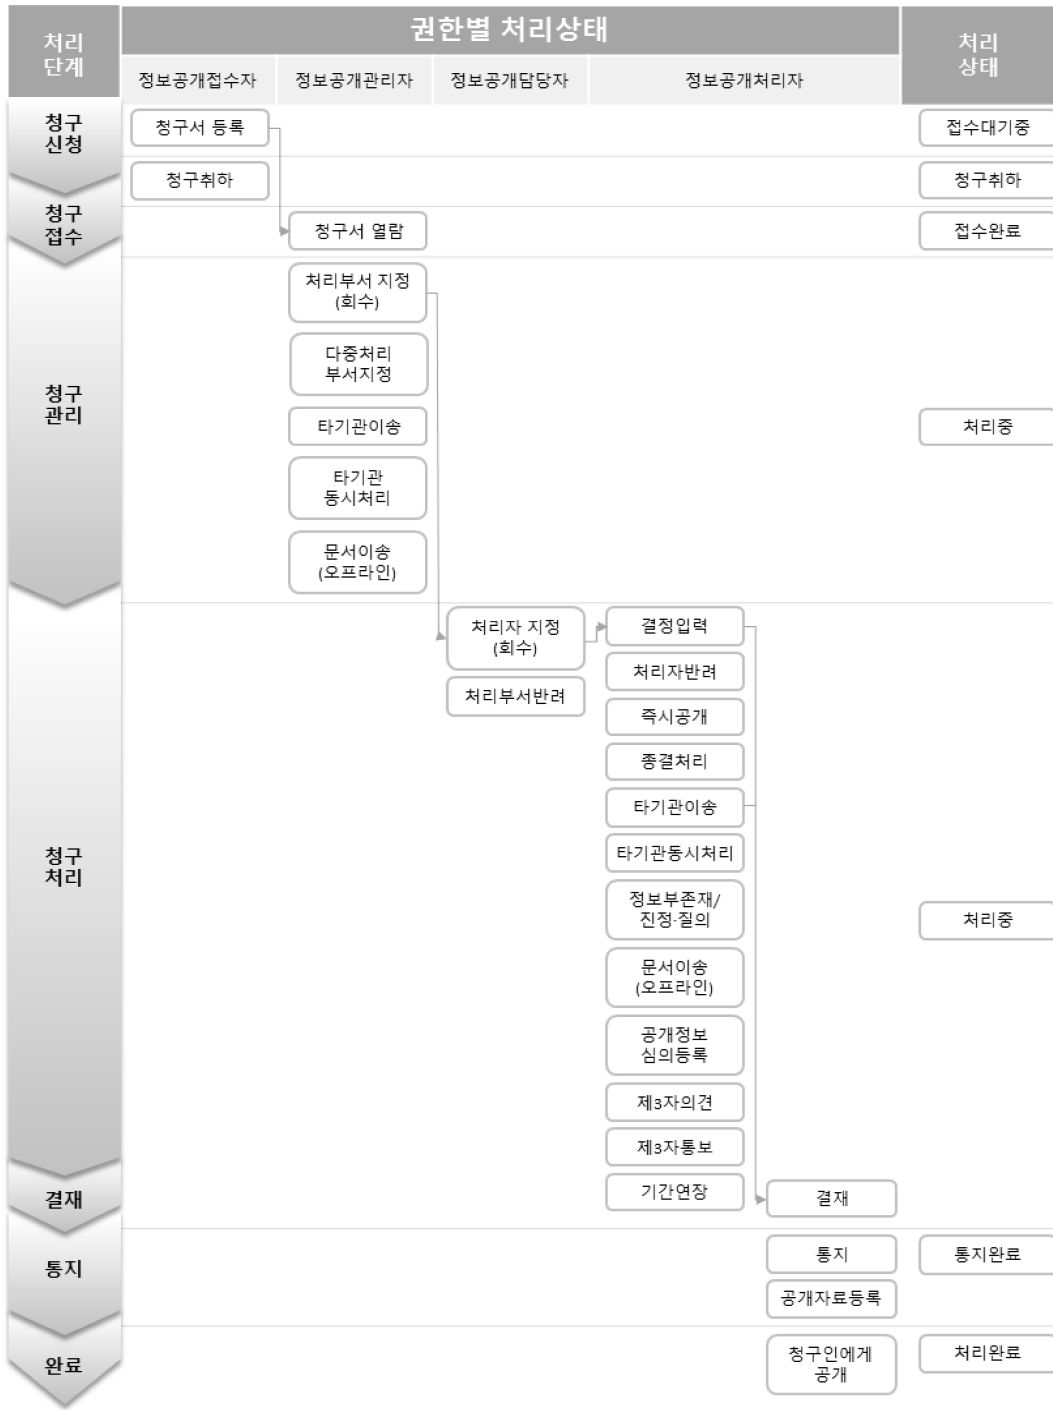 처리
단계
권한별 처리상태
처리
상태
정보공개접수자
정보공개관리자
정보공개담당자
정보공개처리자
청구
신청
청구서 등록
접수대기중
청구취하
청구취하
청구
접수
청구서 열람
접수완료
청구
관리
처리부서 지정
(회수)
다중처리
부서지정
타기관이송
처리중
타기관
동시처리
문서이송
(오프라인)
청구
처리
처리자 지정
(회수)
처리부서반려
결정입력
처리자반려
즉시공개
종결처리
타기관이송
타기관동시처리
정보부존재/
진정·질의
처리중
문서이송
(오프라인)
공개정보
심의등록
제3자의견
제3자통보
기간연장
결재
결재
통지
통지
통지완료
공개자료등록
완료
청구인에게
공개
처리완료